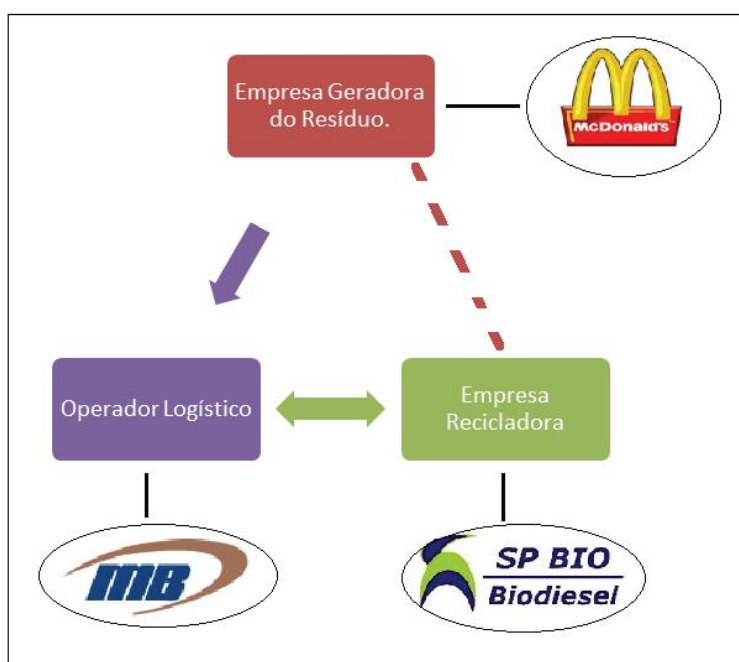 Empresa Geradora
do Resíduo.
McDonald's
Operador Logístico
Empresa
Recicladora
MB
SP BIO
Biodiesel